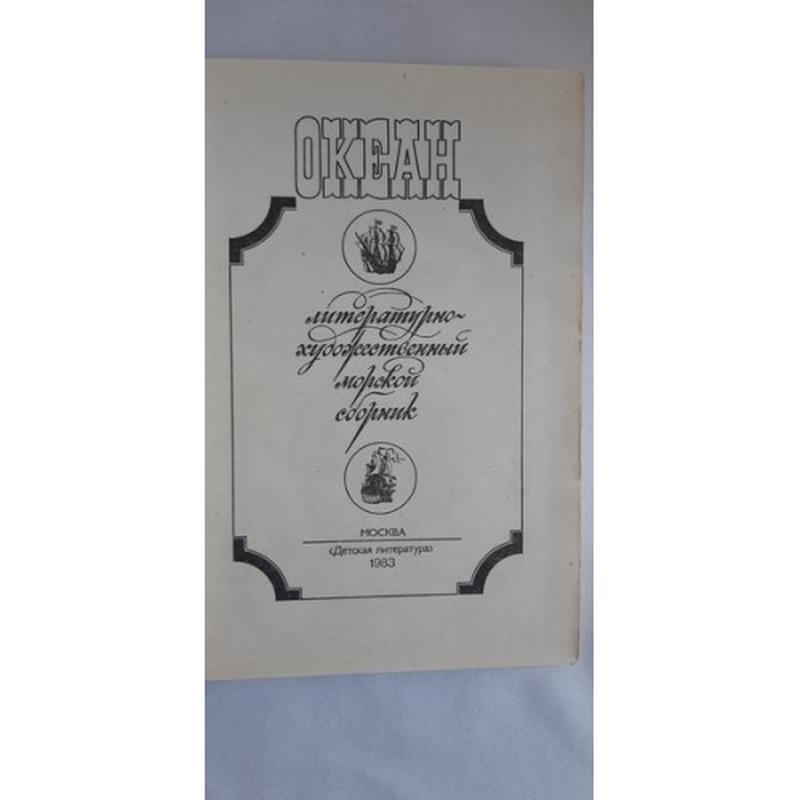 ОКЕАН
литературно-
художественный
морской
сборник
МОСКВА
«Детская литература»
1983